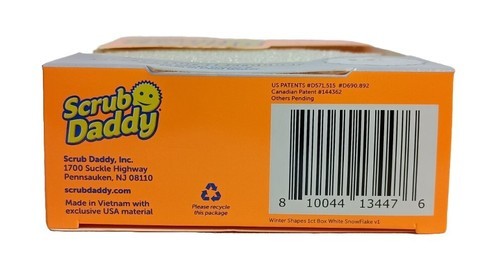 Scrub
Daddy
Scrub Daddy, Inc.
1700 Suckle Highway
Pennsauken, NJ 08110
scrubdaddy.com
Made in Vietnam with
exclusive USA material
Please recycle
this package
US PATENTS #D571,515 #D690,892
Canadian Patent #144362
Others Pending
8 10044 13447 6
Winter Shapes 1ct Box White Snowflake v1